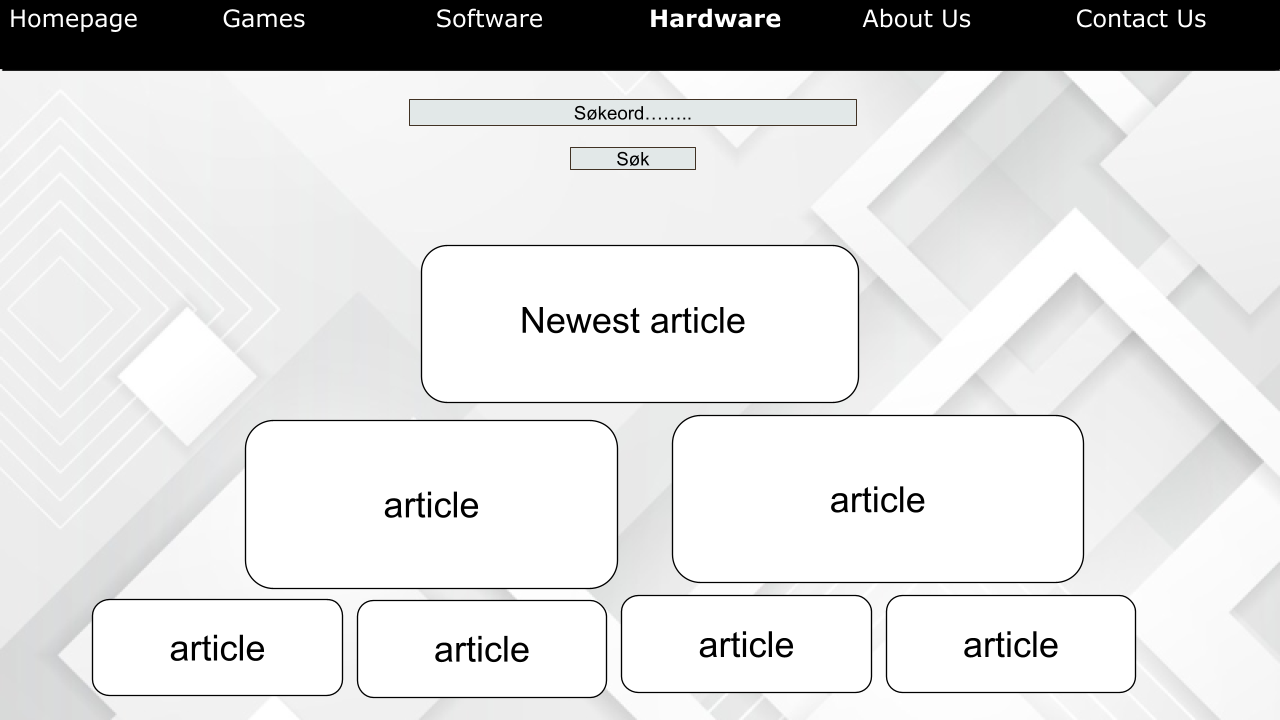 Homepage Games Software Hardware About Us Contact Us
Søkeord……..
Søk
Newest article
article article
article article article article